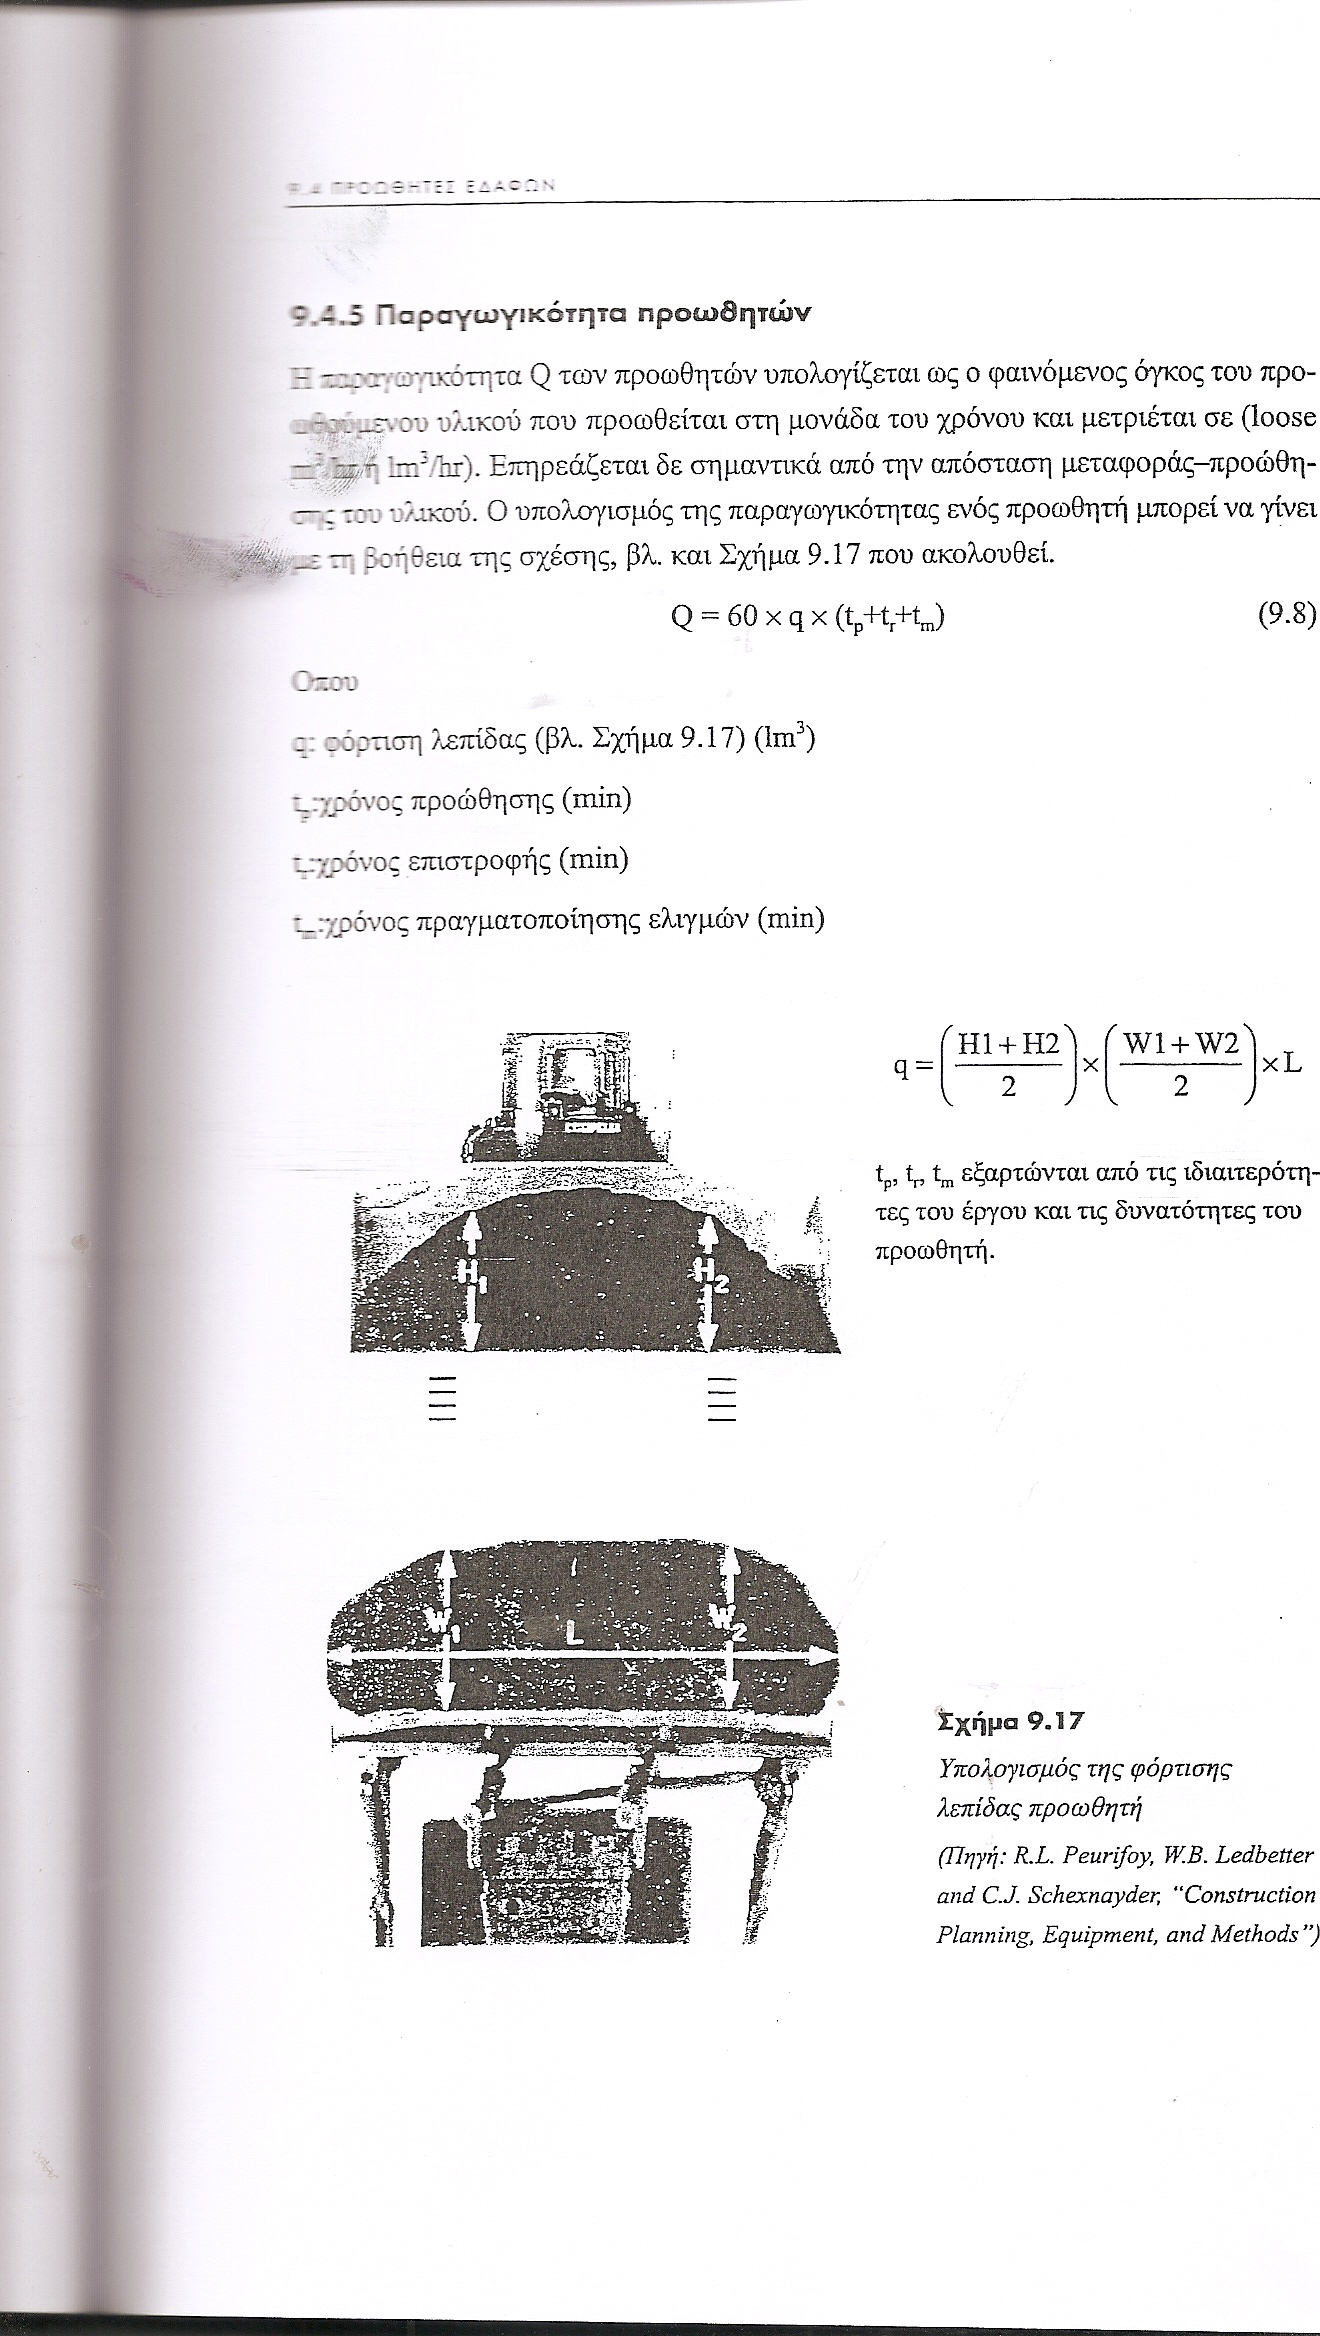 9.4 ΠΡΟΩΘΗΤΕΣ ΕΔΑΦΩΝ
9.4.5 Παραγωγικότητα προωθητών
Η παραγωγικότητα Q των προωθητών υπολογίζεται ως ο φαινόμενος όγκος του προ-
ωθούμενου υλικού που προωθείται στη μονάδα του χρόνου και μετριέται σε (loose
m³/hr ή lm³/hr). Επηρεάζεται δε σημαντικά από την απόσταση μεταφοράς–προώθη-
σης του υλικού. Ο υπολογισμός της παραγωγικότητας ενός προωθητή μπορεί να γίνει
με τη βοήθεια της σχέσης, βλ. και Σχήμα 9.17 που ακολουθεί.
Q = 60 × q × (tp+tr+tm) (9.8)
Οπου
q: φόρτιση λεπίδας (βλ. Σχήμα 9.17) (lm³)
tp:χρόνος προώθησης (min)
tr:χρόνος επιστροφής (min)
tm:χρόνος πραγματοποίησης ελιγμών (min)
q = (H1+H2 / 2) × (W1+W2 / 2) × L
tp, tr, tm εξαρτώνται από τις ιδιαιτερότη-
τες του έργου και τις δυνατότητες του
προωθητή.
H1 H2
W1 L W2
Σχήμα 9.17
Υπολογισμός της φόρτισης
λεπίδας προωθητή
(Πηγή: R.L. Peurifoy, W.B. Ledbetter
and C.J. Schexnayder, “Construction
Planning, Equipment, and Methods”)